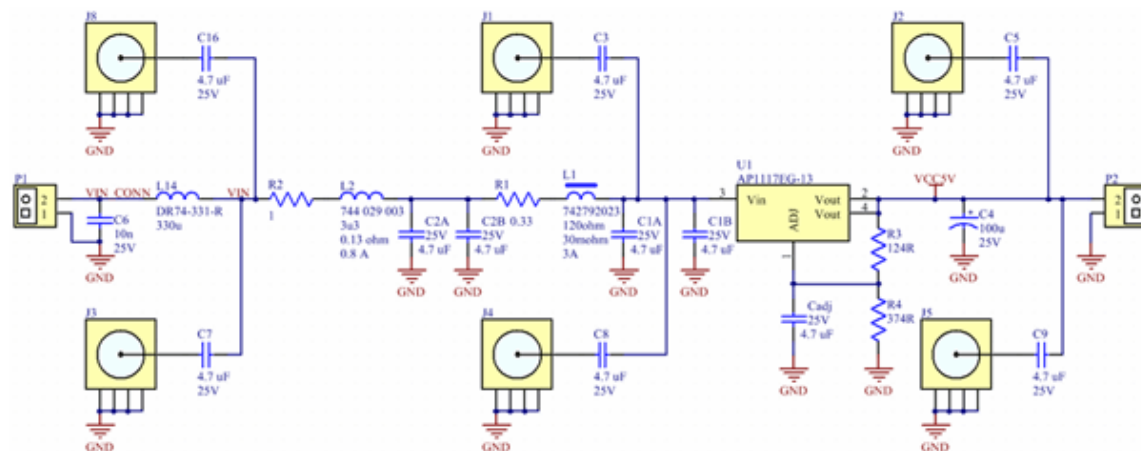 J8
C16
4.7 uF
25V
GND
J1
C3
4.7 uF
25V
GND
J2
C5
4.7 uF
25V
GND
P1
2
1
VIN_CONN
L14
DR74-331-R
330u
VIN
C6
10n
25V
GND
R2
1
L2
744 029 003
3u3
0.13 ohm
0.8 A
C2A
25V
4.7 uF
GND
C2B
25V
4.7 uF
GND
R1
0.33
L1
742792023
120ohm
30mohm
3A
C1A
25V
4.7 uF
GND
C1B
25V
4.7 uF
GND
U1
AP1117EG-13
3
Vin
Vout
Vout
ADJ
2
4
1
VCC5V
R3
124R
C4
100u
25V
GND
P2
2
1
GND
Cadj
25V
4.7 uF
GND
R4
374R
GND
J3
C7
4.7 uF
25V
GND
J4
C8
4.7 uF
25V
GND
J5
C9
4.7 uF
25V
GND